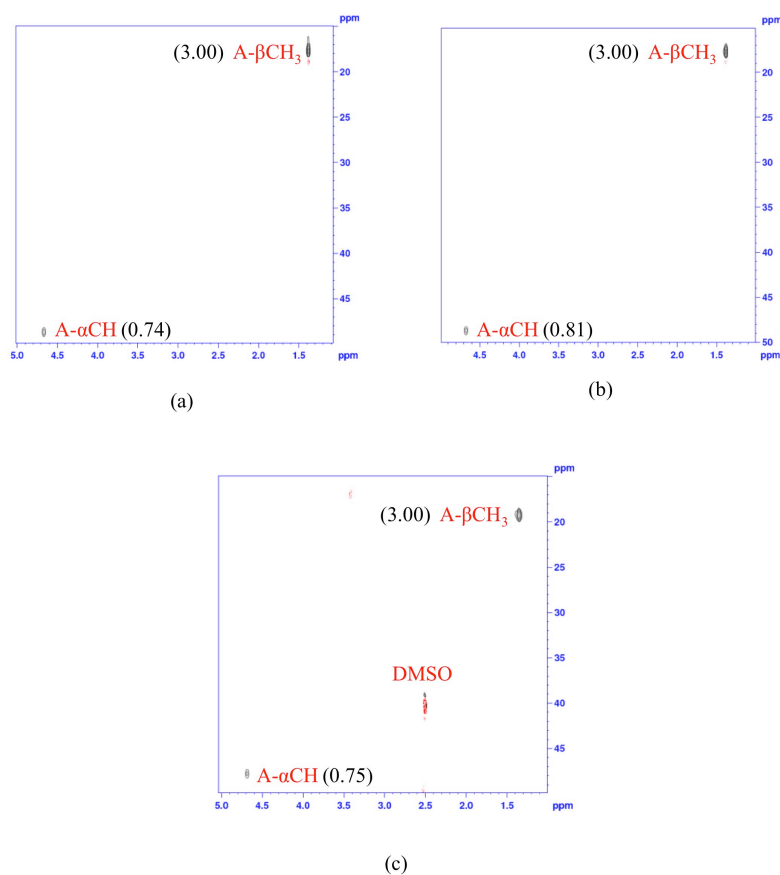 ppm
(3.00) A-βCH₃
20
25
30
35
40
45
A-αCH (0.74)
5.0 4.5 4.0 3.5 3.0 2.5 2.0 1.5 ppm
(a)
ppm
(3.00) A-βCH₃
20
25
30
35
40
45
A-αCH (0.81)
50
4.5 4.0 3.5 3.0 2.5 2.0 1.5 ppm
(b)
ppm
(3.00) A-βCH₃
20
25
30
35
DMSO
40
45
A-αCH (0.75)
5.0 4.5 4.0 3.5 3.0 2.5 2.0 1.5 ppm
(c)